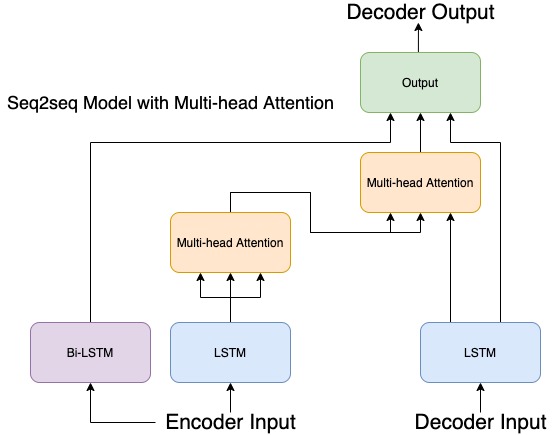 Decoder Output
Output
Seq2seq Model with Multi-head Attention
Multi-head Attention
Multi-head Attention
Bi-LSTM
LSTM
LSTM
Encoder Input
Decoder Input